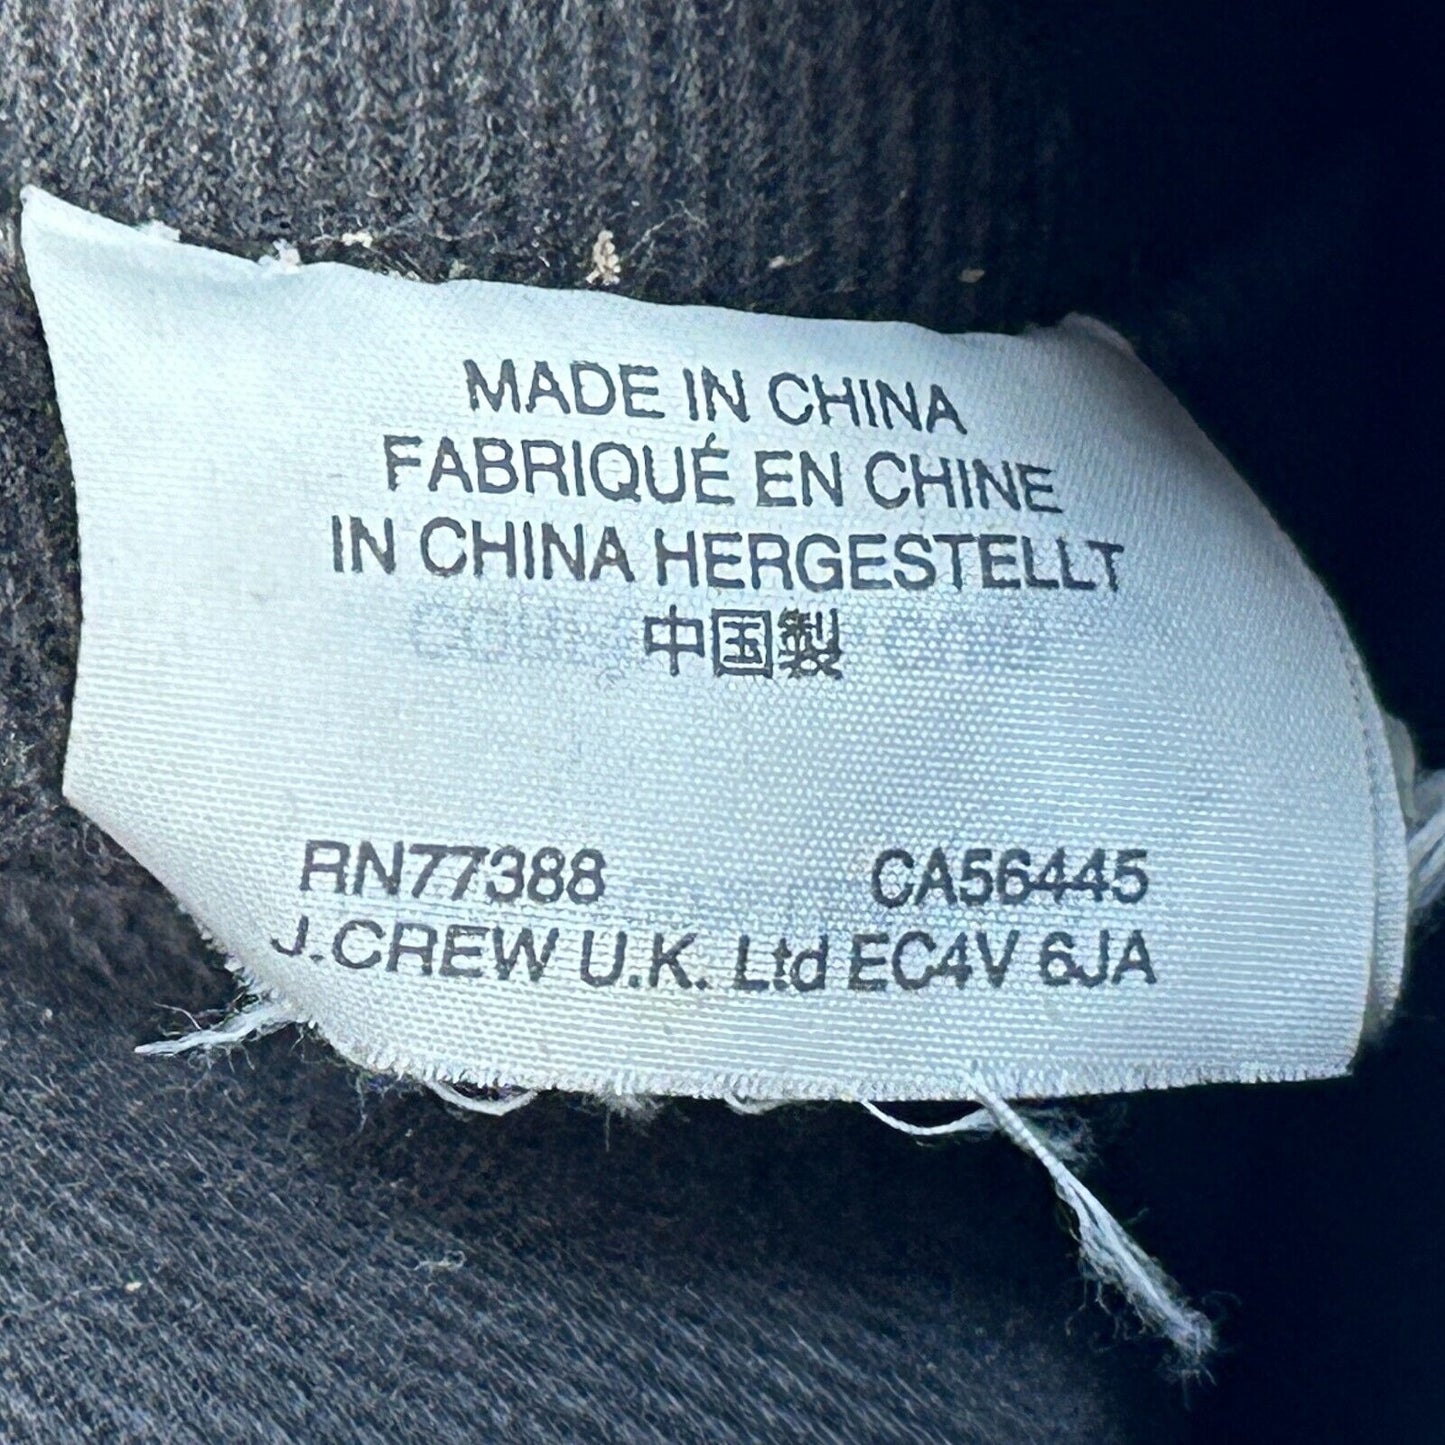 MADE IN CHINA
FABRIQUÉ EN CHINE
IN CHINA HERGESTELLT
中国製
RN77388 CA56445
J.CREW U.K. Ltd EC4V 6JA